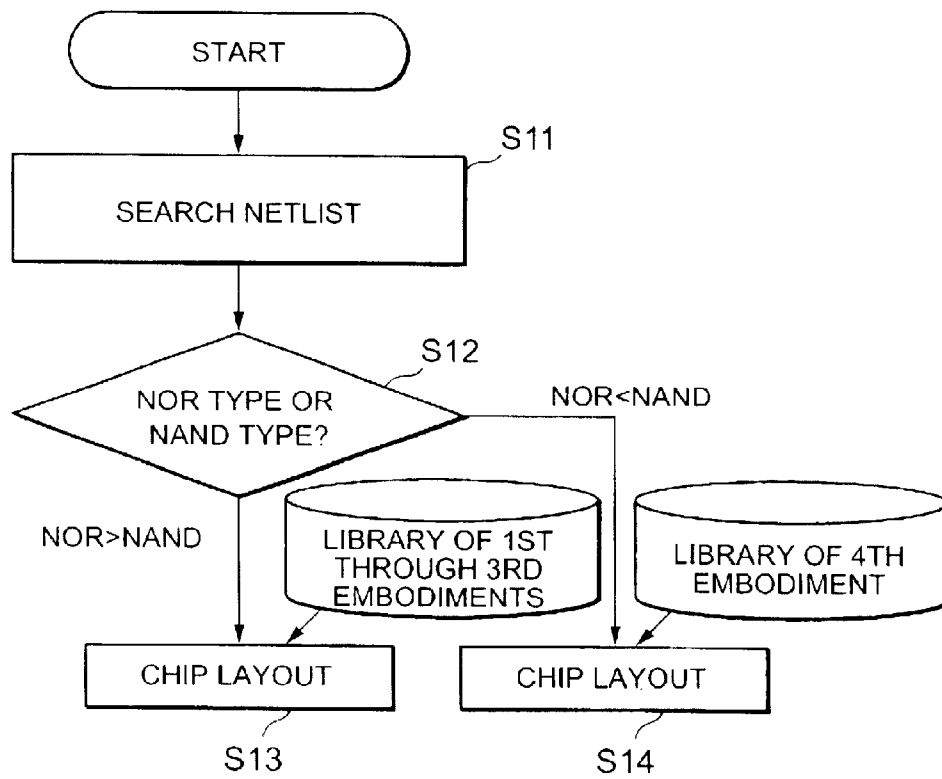 START
S11
SEARCH NETLIST
S12
NOR TYPE OR
NAND TYPE?
NOR<NAND
NOR>NAND
LIBRARY OF 1ST
THROUGH 3RD
EMBODIMENTS
LIBRARY OF 4TH
EMBODIMENT
CHIP LAYOUT
CHIP LAYOUT
S13
S14